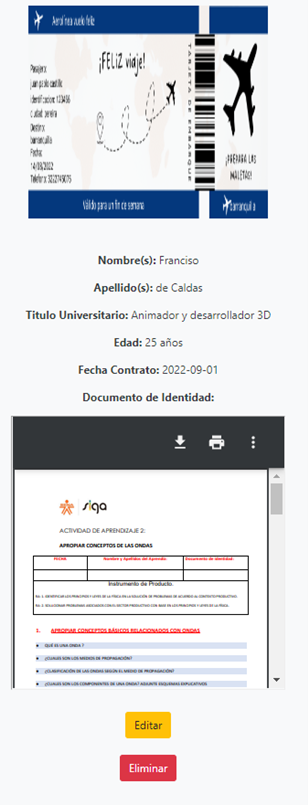 Aerolínea vuelo feliz
¡FELIZ viaje!
Pasajero:
juan pablo castillo
Identificacion: 123456
ciudad: pereira
Destino:
barranquilla
Fecha:
14/09/2022
Telefono: 3222749075
TARJETA DE EMBARQUE
¡PREPARA LAS
MALETAS!
Válido para un fin de semana
barranquilla
Nombre(s): Franciso
Apellido(s): de Caldas
Titulo Universitario: Animador y desarrollador 3D
Edad: 25 años
Fecha Contrato: 2022-09-01
Documento de Identidad:
siga
ACTIVIDAD DE APRENDIZAJE 2:
APROPIAR CONCEPTOS DE LAS ONDAS
FECHA Nombre y Apellidos del Aprendiz Documento de identidad:
Instrumento de Producto.
1. APROPIAR CONCEPTOS BÁSICOS RELACIONADOS CON ONDAS
QUÉ ES UNA ONDA ?
¿CUALES SON LOS MEDIOS DE PROPAGACIÓN?
¿CLASIFICACIÓN DE LAS ONDAS SEGÚN EL MEDIO DE PROPAGACIÓN?
¿CUALES SON LOS COMPONENTES DE UNA ONDA? ADJUNTE ESQUEMAS EXPLICATIVOS
Editar
Eliminar